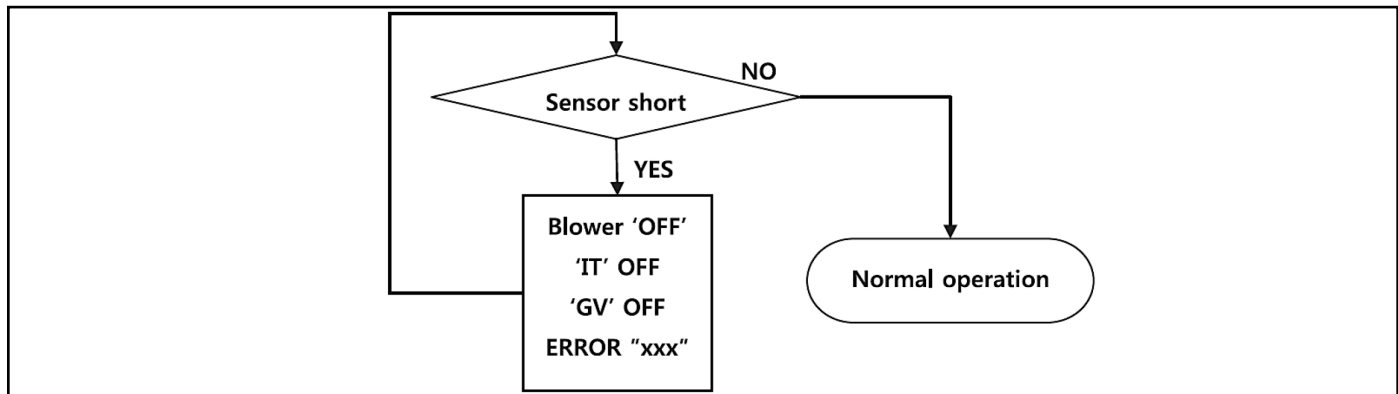 NO
Sensor short
YES
Blower ‘OFF’
‘IT’ OFF
‘GV’ OFF
ERROR "xxx"
Normal operation